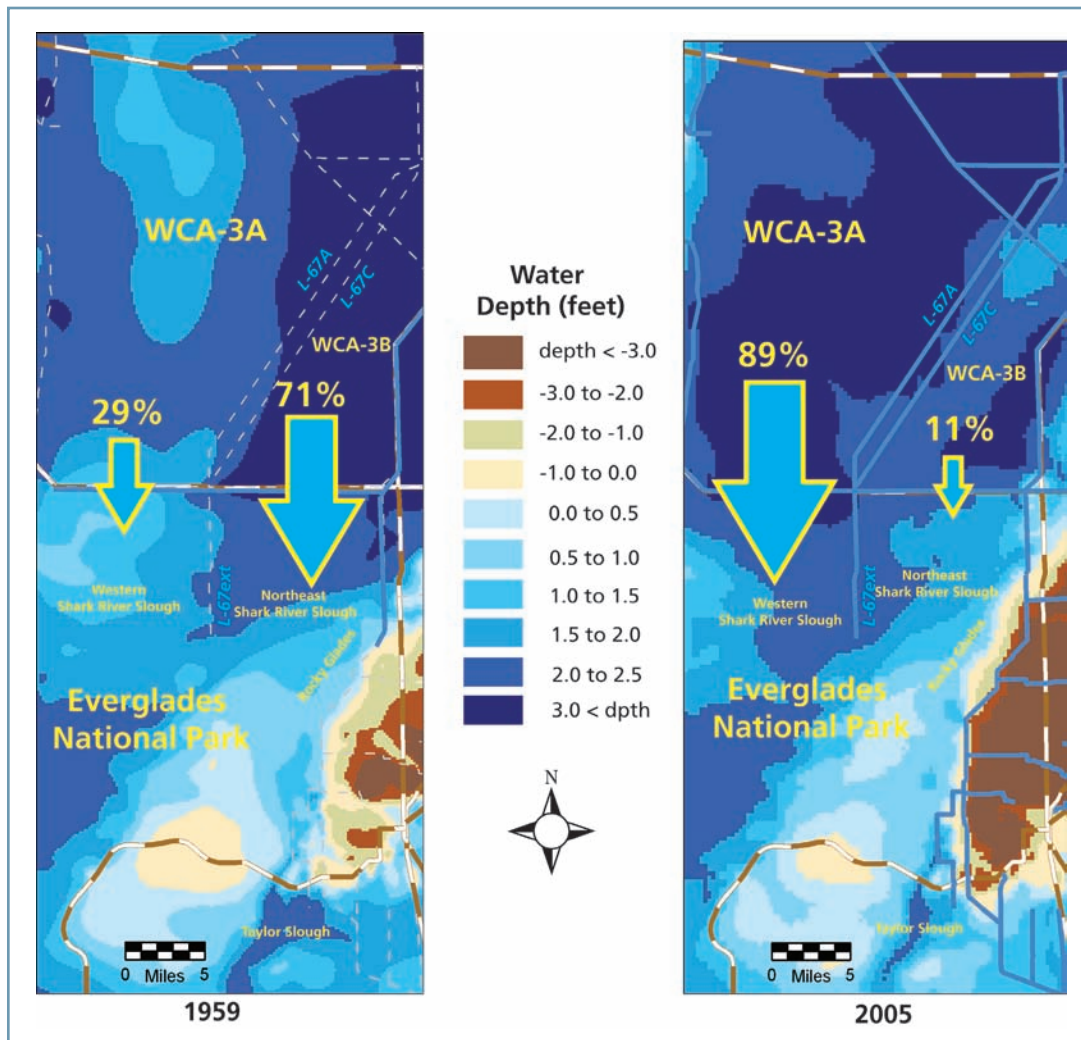 WCA-3A
L-67A
L-67C
WCA-3B
29%
71%
Western
Shark River Slough
L-67ext
Northeast
Shark River Slough
Rocky Glades
Everglades
National Park
Taylor Slough
0 Miles 5
1959
Water
Depth (feet)
depth < -3.0
-3.0 to -2.0
-2.0 to -1.0
-1.0 to 0.0
0.0 to 0.5
0.5 to 1.0
1.0 to 1.5
1.5 to 2.0
2.0 to 2.5
3.0 < dpth
N
WCA-3A
L-67A
L-67C
WCA-3B
89%
11%
Western
Shark River Slough
L-67ext
Northeast
Shark River Slough
Rocky Glades
Everglades
National Park
Taylor Slough
0 Miles 5
2005